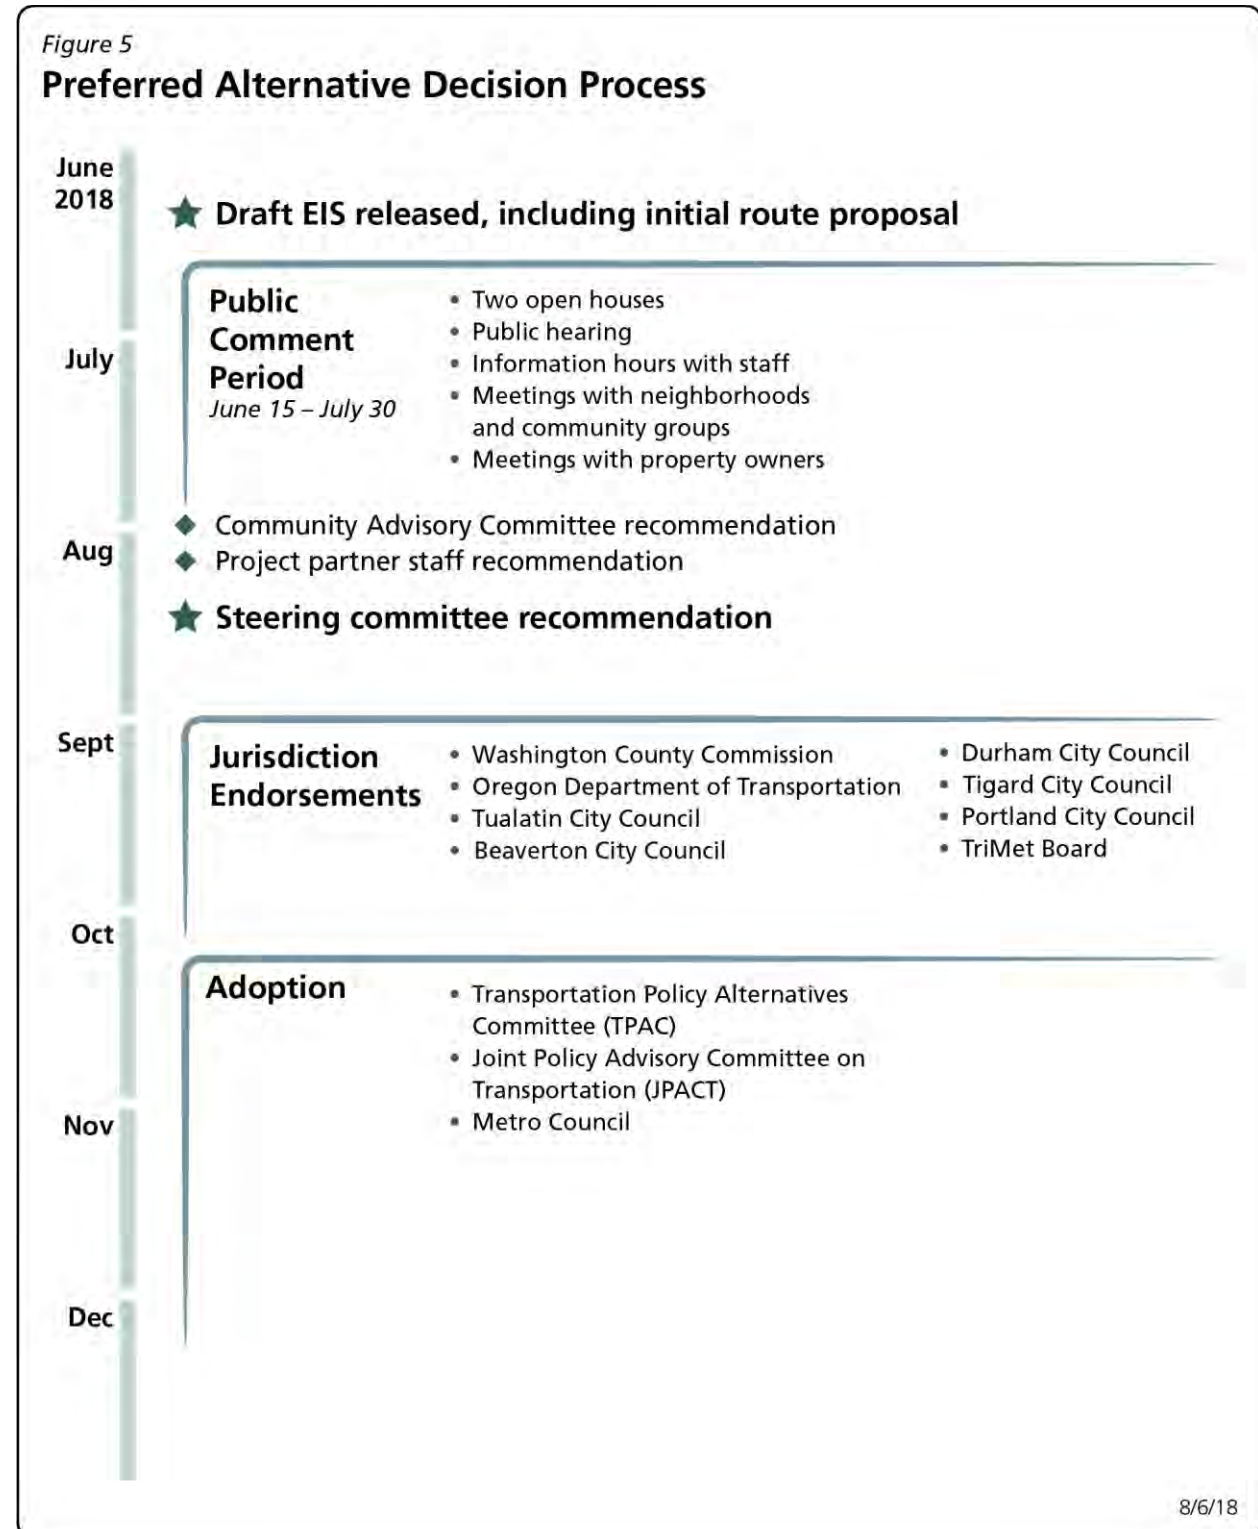 Figure 5
Preferred Alternative Decision Process
June
2018
★ Draft EIS released, including initial route proposal
Public
Comment
Period
June 15 – July 30
• Two open houses
• Public hearing
• Information hours with staff
• Meetings with neighborhoods
and community groups
• Meetings with property owners
July
◆ Community Advisory Committee recommendation
Aug
◆ Project partner staff recommendation
★ Steering committee recommendation
Sept
Jurisdiction
Endorsements
• Washington County Commission
• Oregon Department of Transportation
• Tualatin City Council
• Beaverton City Council
• Durham City Council
• Tigard City Council
• Portland City Council
• TriMet Board
Oct
Adoption
• Transportation Policy Alternatives
Committee (TPAC)
• Joint Policy Advisory Committee on
Transportation (JPACT)
• Metro Council
Nov
Dec
8/6/18